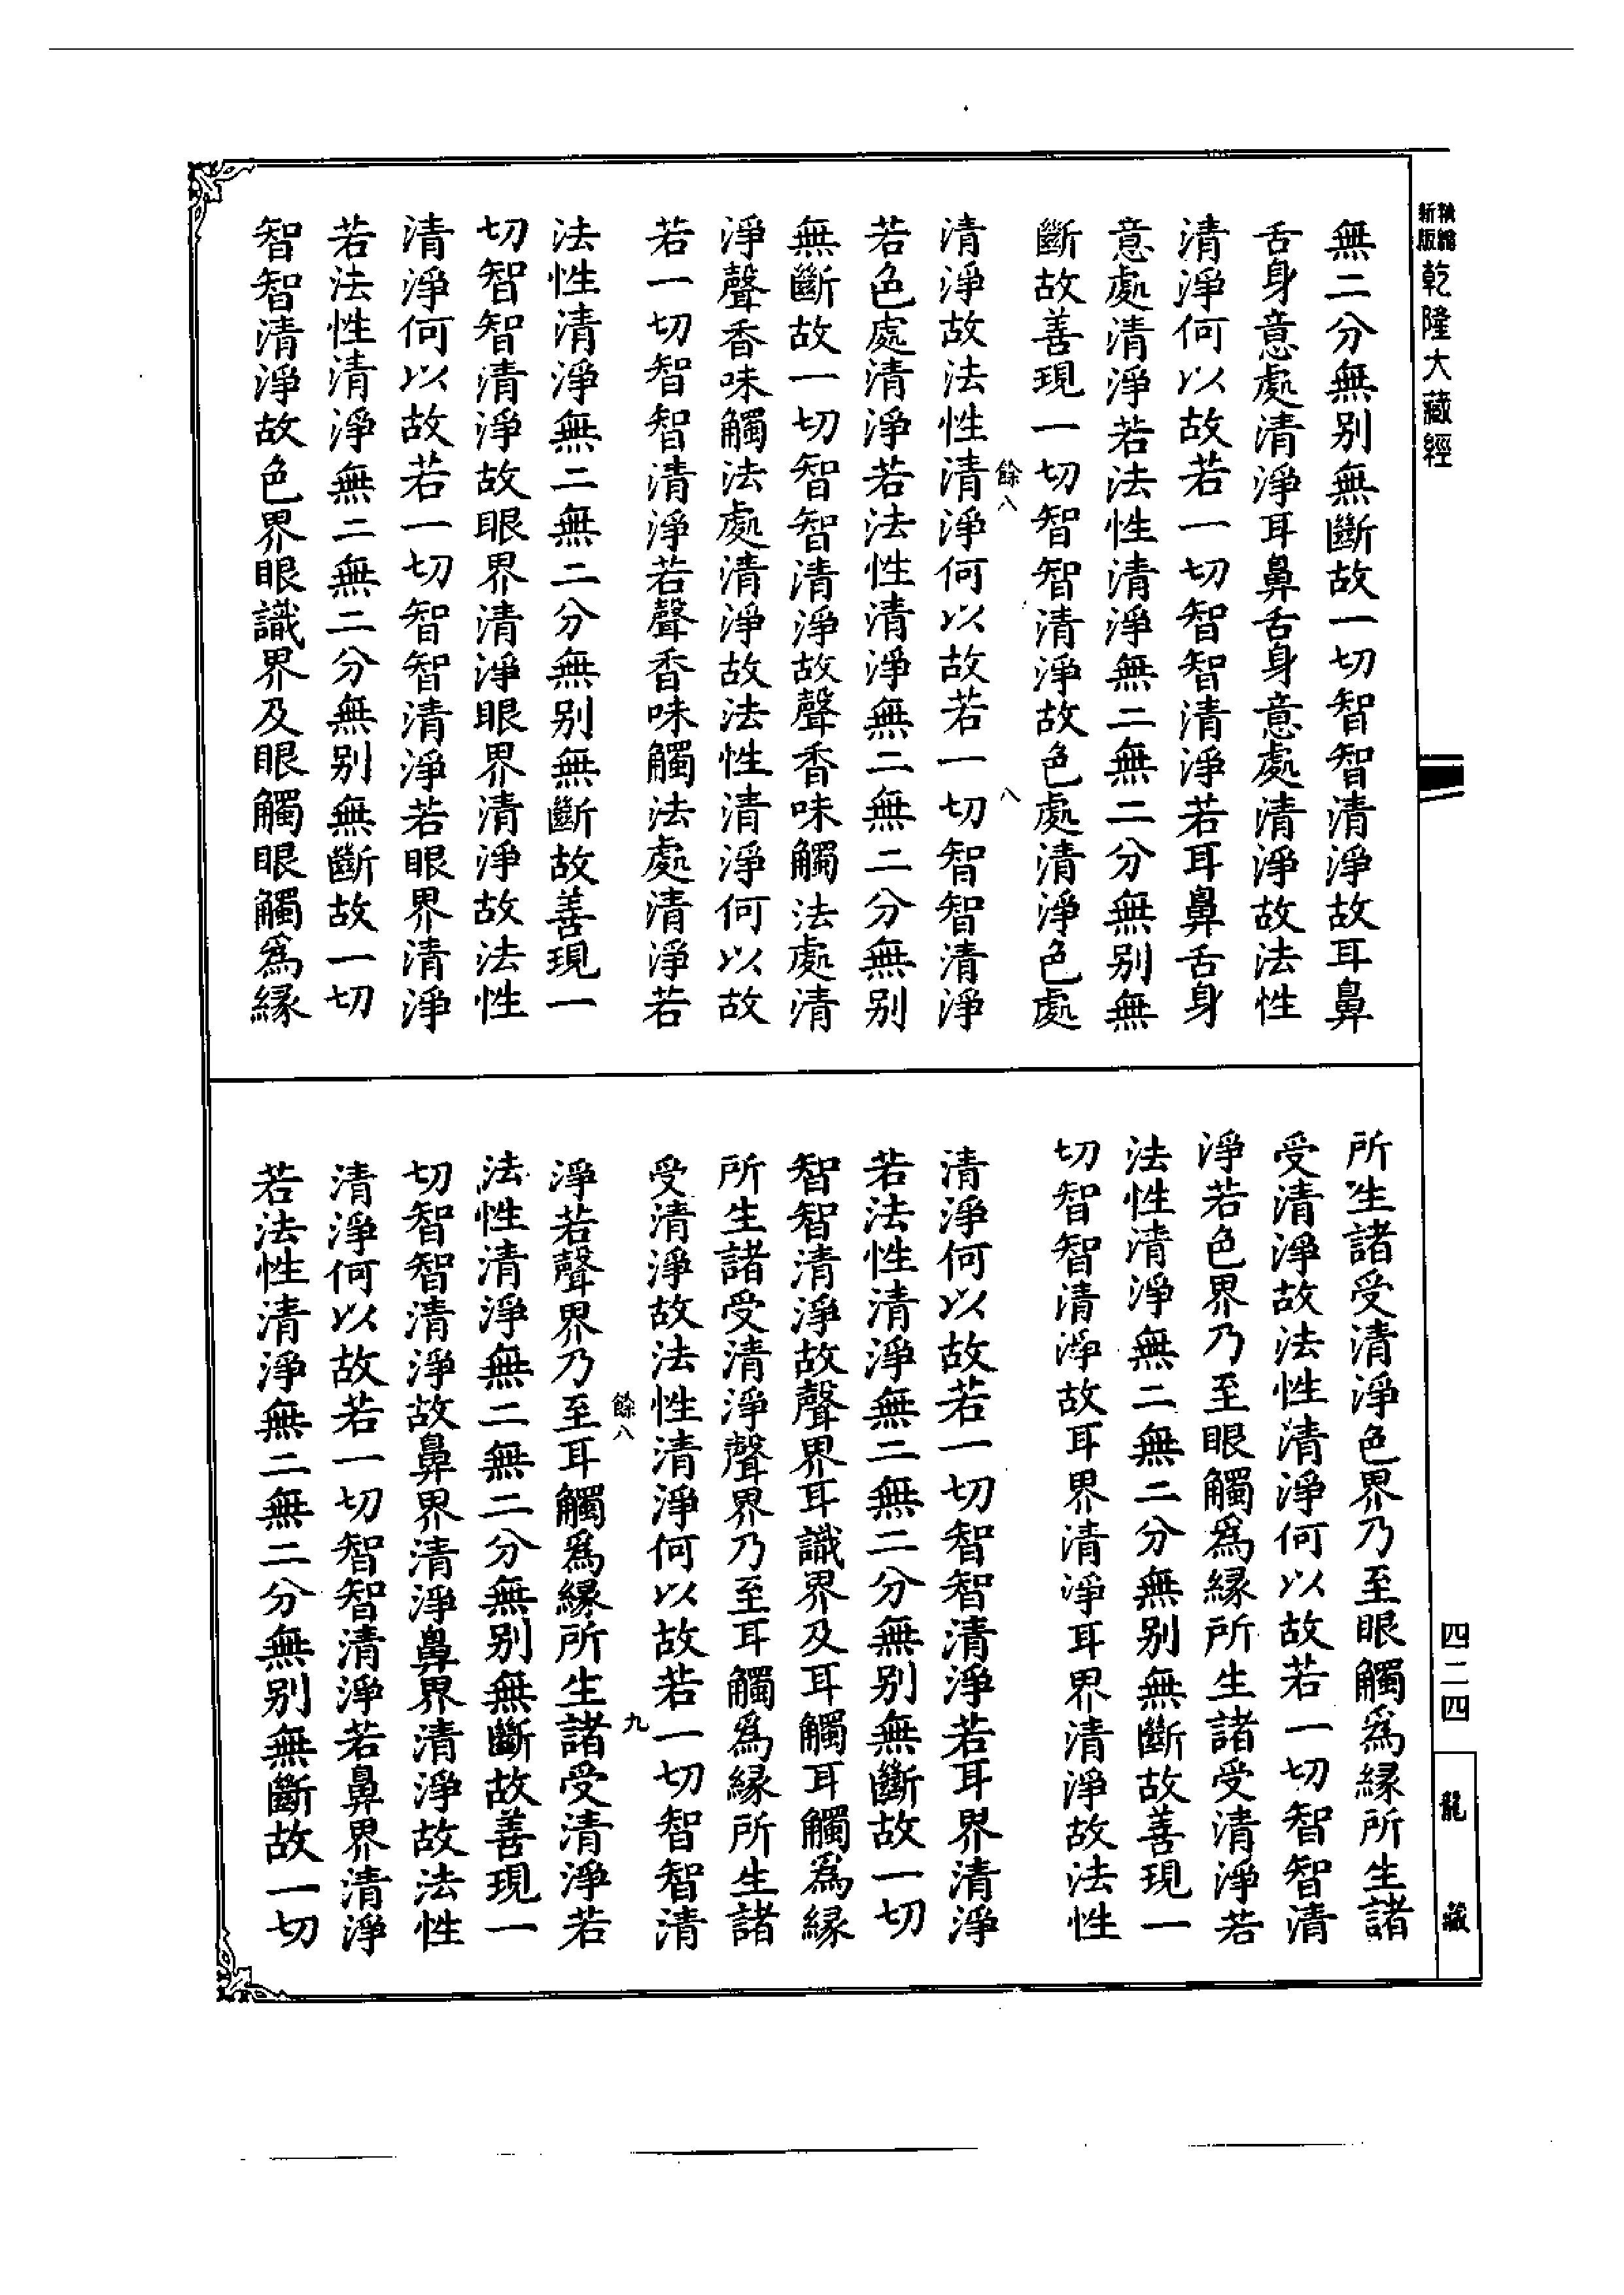 新版
乾隆大藏經
無二分無別無斷故一切智智清淨故耳鼻
舌身意處清淨耳鼻舌身意處清淨故法性
清淨何以故若一切智智清淨若耳鼻舌身
意處清淨若法性清淨無二無二分無別無
斷故善現一切智智清淨故色處清淨色處
餘八
八
清淨故法性清淨何以故若一切智智清淨
若色處清淨若法性清淨無二無二分無別
無斷故一切智智清淨故聲香味觸法處清
淨聲香味觸法處清淨故法性清淨何以故
若一切智智清淨若聲香味觸法處清淨若
法性清淨無二無二分無別無斷故善現一
切智智清淨故眼界清淨眼界清淨故法性
清淨何以故若一切智智清淨若眼界清淨
若法性清淨無二無二分無別無斷故一切
智智清淨故色界眼識界及眼觸眼觸爲緣
所生諸受清淨色界乃至眼觸爲緣所生諸
受清淨故法性清淨何以故若一切智智清
淨若色界乃至眼觸爲緣所生諸受清淨若
法性清淨無二無二分無別無斷故善現一
切智智清淨故耳界清淨耳界清淨故法性
清淨何以故若一切智智清淨若耳界清淨
若法性清淨無二無二分無別無斷故一切
智智清淨故聲界耳識界及耳觸耳觸爲緣
所生諸受清淨聲界乃至耳觸爲緣所生諸
受清淨故法性清淨何以故若一切智智清
餘八
九
淨若聲界乃至耳觸爲緣所生諸受清淨若
法性清淨無二無二分無別無斷故善現一
切智智清淨故鼻界清淨鼻界清淨故法性
清淨何以故若一切智智清淨若鼻界清淨
若法性清淨無二無二分無別無斷故一切
四二四
龍藏